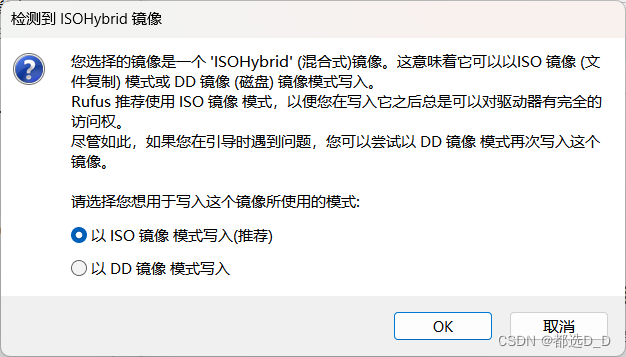 检测到 ISOHybrid 镜像
您选择的镜像是一个 'ISOHybrid' (混合式)镜像。这意味着它可以以ISO 镜像 (文
件复制) 模式或 DD 镜像 (磁盘) 镜像模式写入。
Rufus 推荐使用 ISO 镜像 模式，以便您在写入它之后总是可以对驱动器有完全的
访问权。
尽管如此，如果您在引导时遇到问题，您可以尝试以 DD 镜像 模式再次写入这个
镜像。
请选择您想用于写入这个镜像所使用的模式:
以 ISO 镜像 模式写入(推荐)
以 DD 镜像 模式写入
OK
取消
CSDN @都选D_D